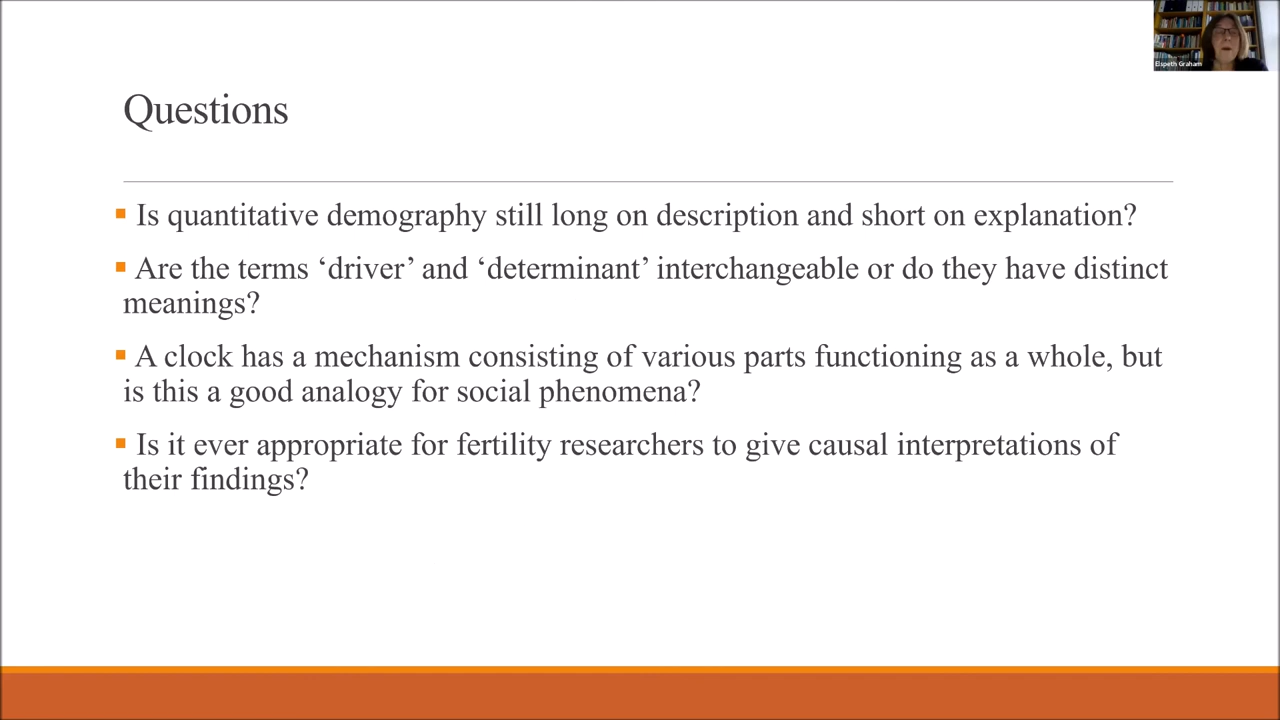 Elspeth Graham
Questions
▪ Is quantitative demography still long on description and short on explanation?
▪ Are the terms ‘driver’ and ‘determinant’ interchangeable or do they have distinct
meanings?
▪ A clock has a mechanism consisting of various parts functioning as a whole, but
is this a good analogy for social phenomena?
▪ Is it ever appropriate for fertility researchers to give causal interpretations of
their findings?